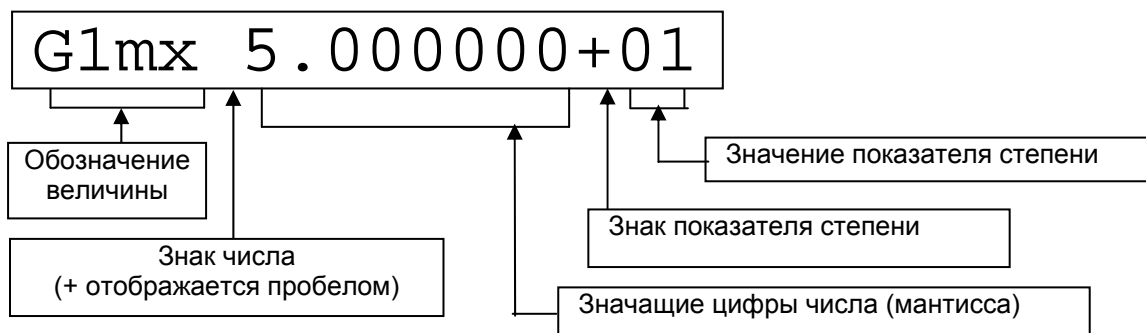 G1mx 5.000000+01
Обозначение
величины
Значение показателя степени
Знак показателя степени
Знак числа
(+ отображается пробелом)
Значащие цифры числа (мантисса)